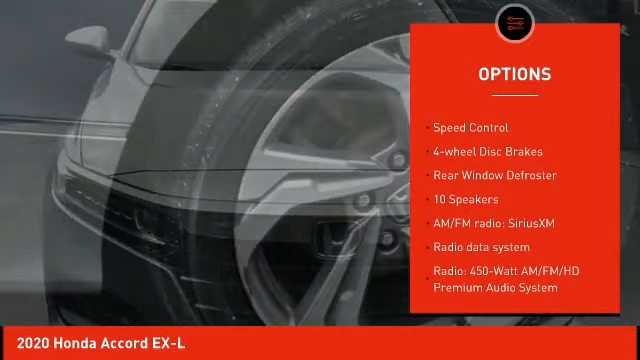 OPTIONS
Speed Control
4-wheel Disc Brakes
Rear Window Defroster
10 Speakers
AM/FM radio: SiriusXM
Radio data system
Radio: 450-Watt AM/FM/HD
Premium Audio System
2020 Honda Accord EX-L